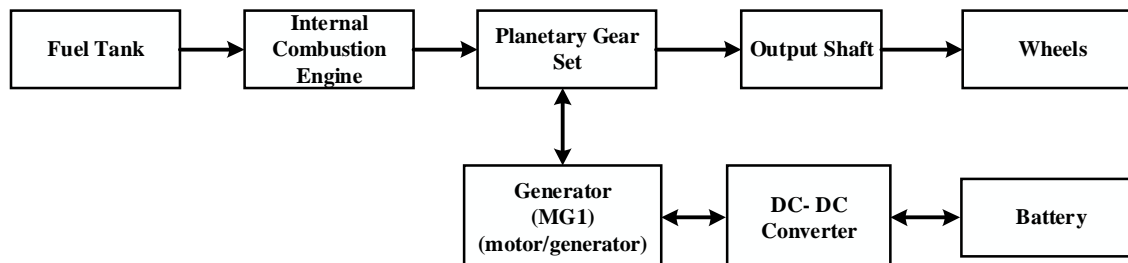 Fuel Tank
Internal
Combustion
Engine
Planetary Gear
Set
Output Shaft
Wheels
Generator
(MG1)
(motor/generator)
DC- DC
Converter
Battery